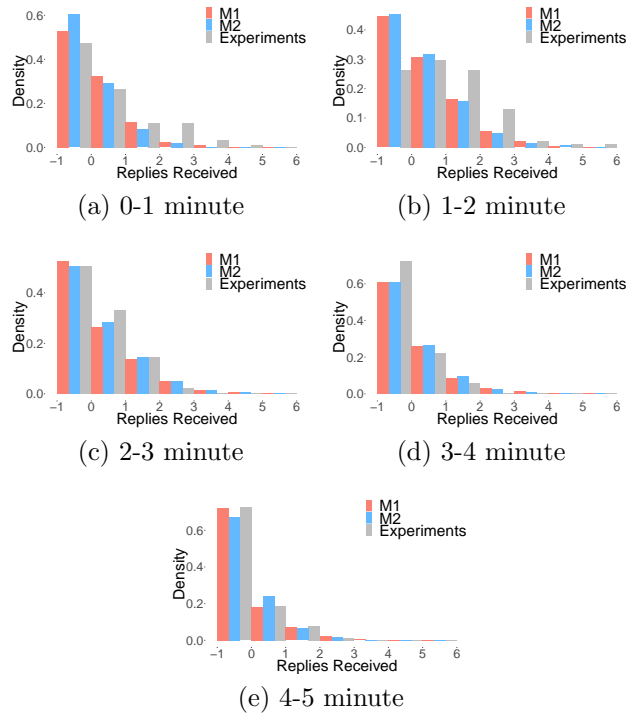 M1
M2
Experiments
Density
0.6
0.4
0.2
0.0
−1 0 1 2 3 4 5 6
Replies Received
(a) 0-1 minute
M1
M2
Experiments
Density
0.4
0.3
0.2
0.1
0.0
−1 0 1 2 3 4 5 6
Replies Received
(b) 1-2 minute
M1
M2
Experiments
Density
0.4
0.2
0.0
−1 0 1 2 3 4 5 6
Replies Received
(c) 2-3 minute
M1
M2
Experiments
Density
0.6
0.4
0.2
0.0
−1 0 1 2 3 4 5 6
Replies Received
(d) 3-4 minute
M1
M2
Experiments
Density
0.6
0.4
0.2
0.0
−1 0 1 2 3 4 5 6
Replies Received
(e) 4-5 minute